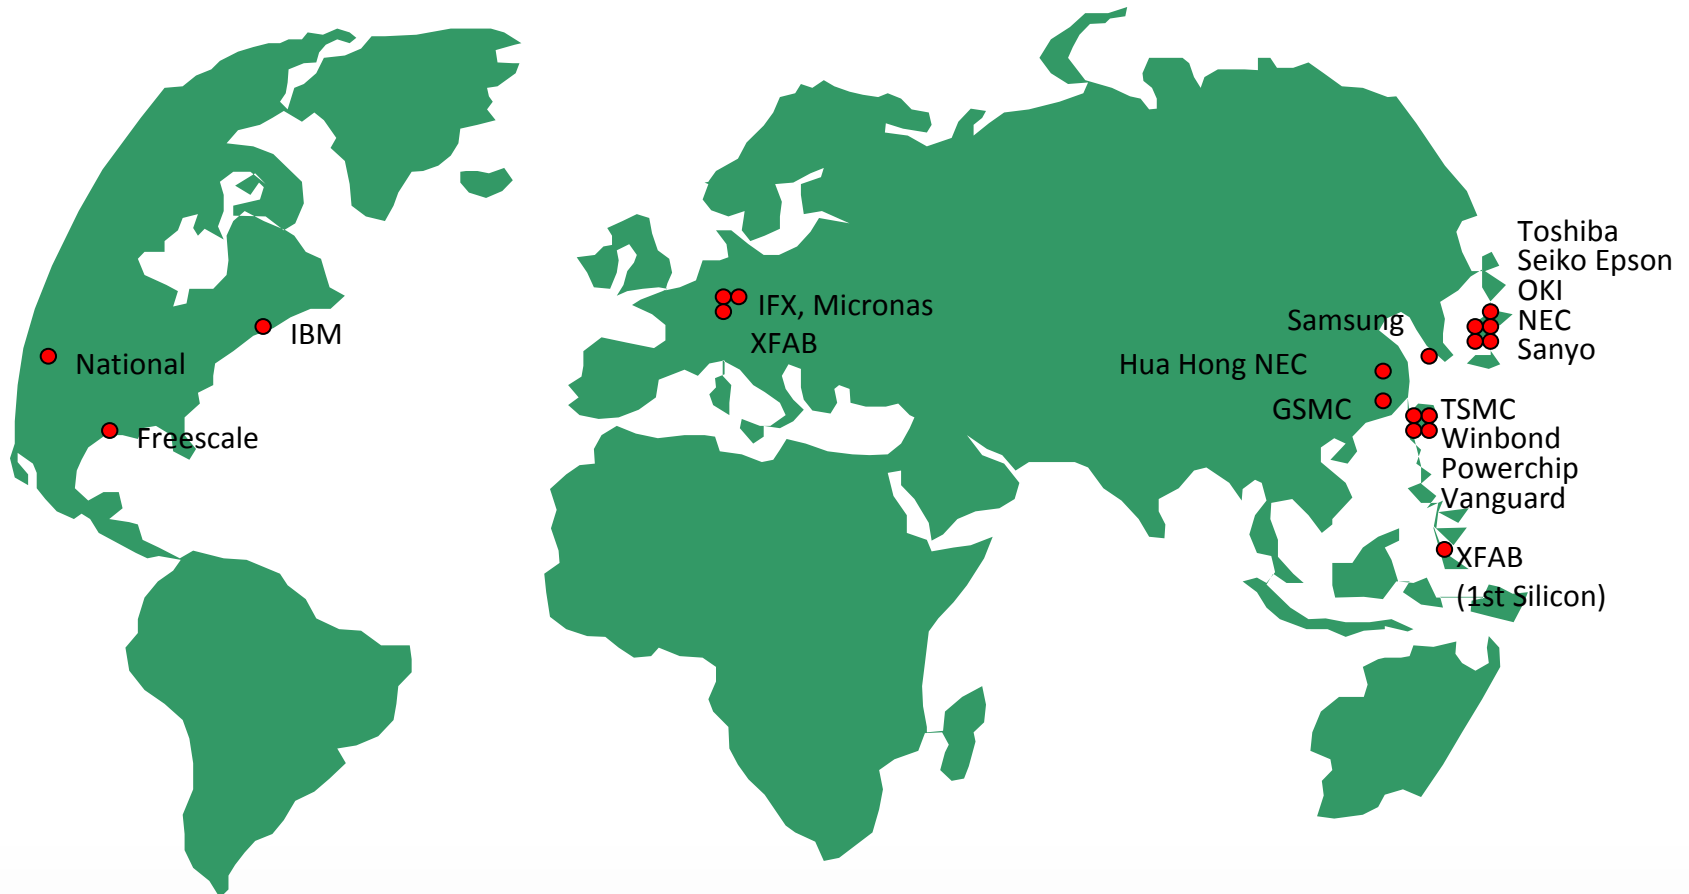 National
Freescale
IBM
IFX, Micronas
XFAB
Toshiba
Seiko Epson
OKI
NEC
Sanyo
Samsung
Hua Hong NEC
GSMC
TSMC
Winbond
Powerchip
Vanguard
XFAB
(1st Silicon)